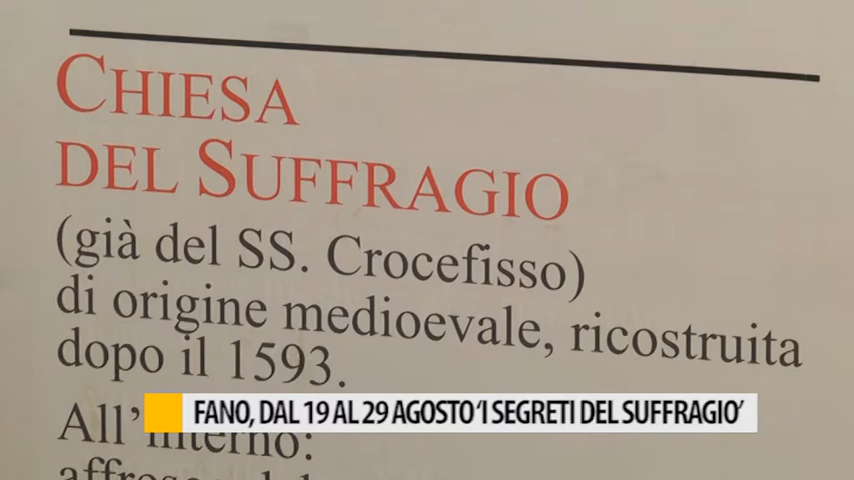 CHIESA
DEL SUFFRAGIO
(già del SS. Crocefisso)
di origine medioevale, ricostruita
dopo il 1593.
All'interno:
FANO, DAL 19 AL 29 AGOSTO 'I SEGRETI DEL SUFFRAGIO'